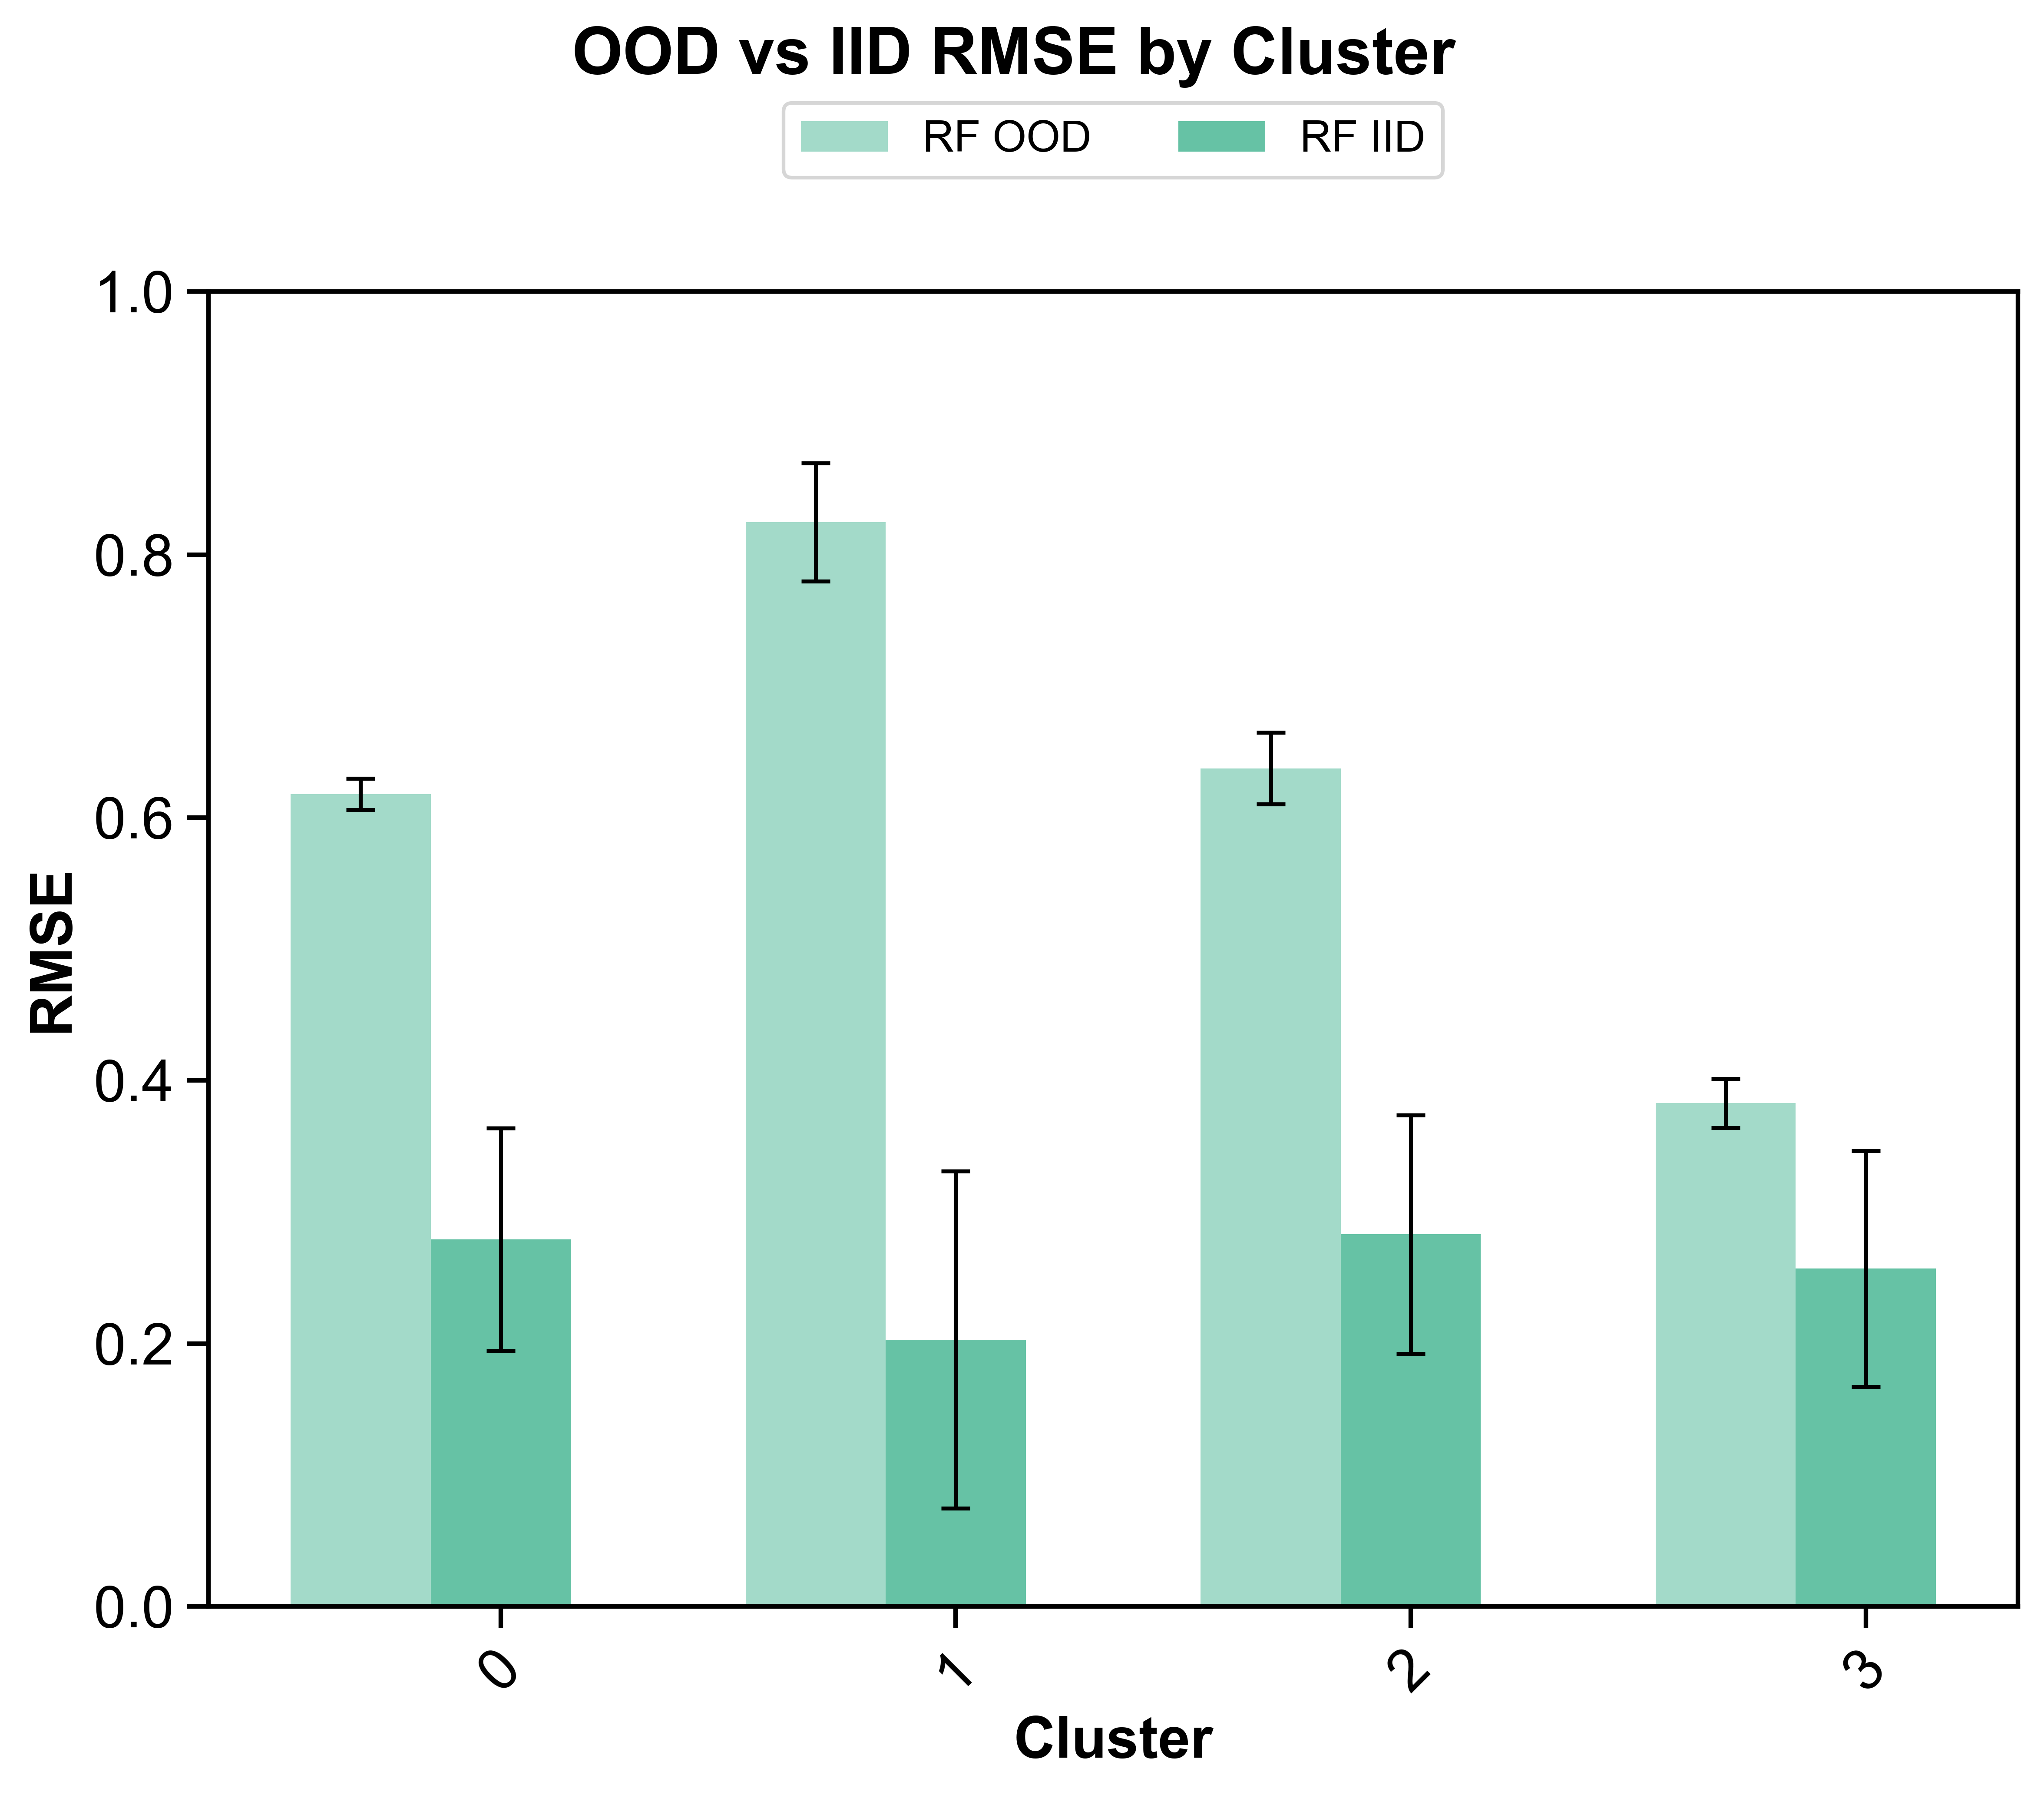 OOD vs IID RMSE by Cluster
RF OOD RF IID
1.0
0.8
0.6
0.4
0.2
0.0
RMSE
0 1 2 3
Cluster